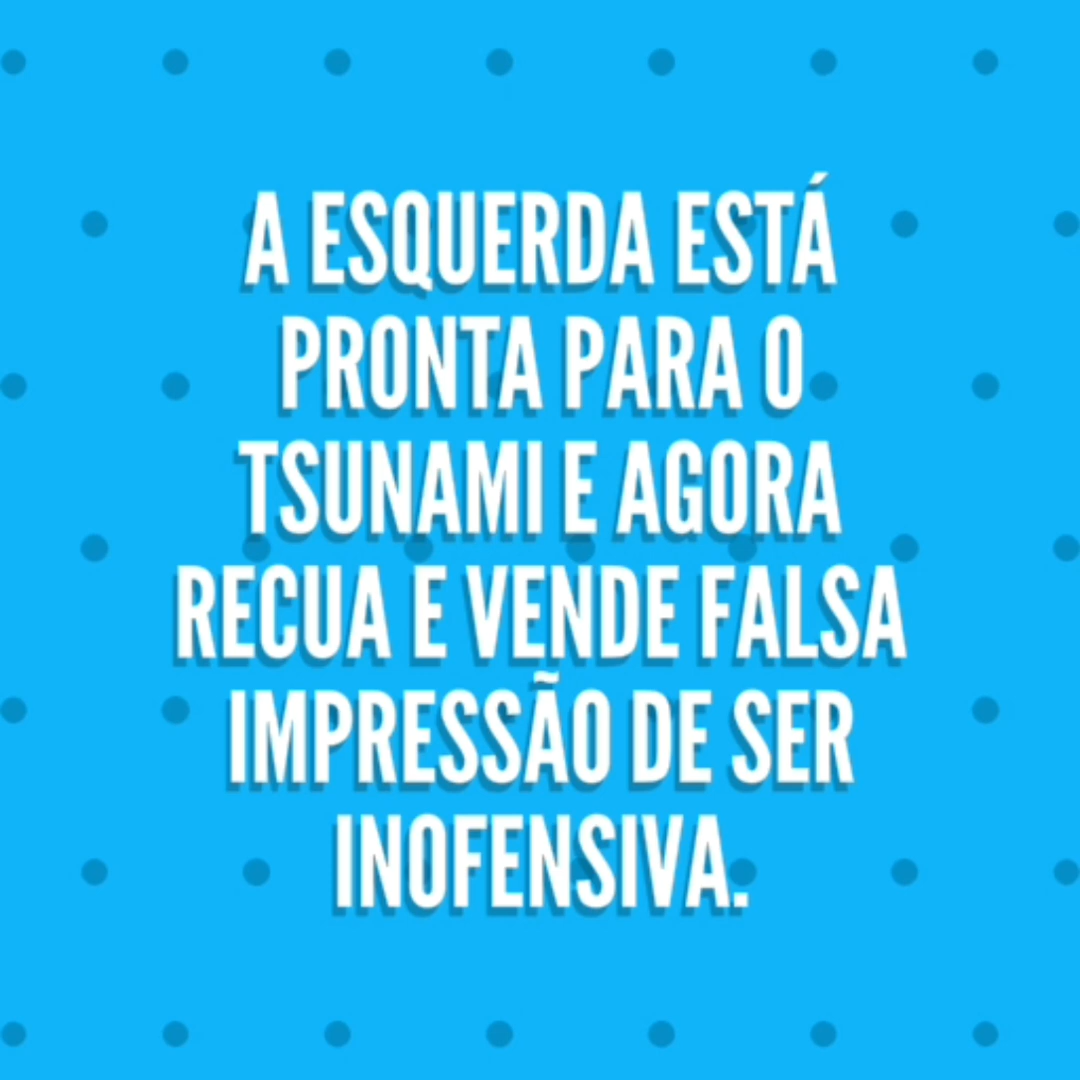 A ESQUERDA ESTÁ
PRONTA PARA O
TSUNAMI E AGORA
RECUA E VENDE FALSA
IMPRESSÃO DE SER
INOFENSIVA.